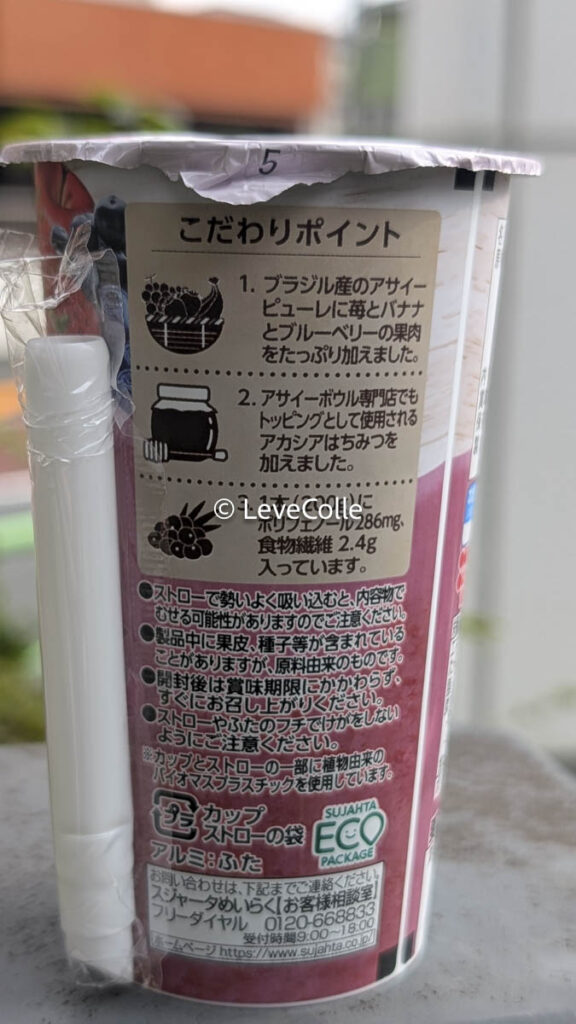 5
こだわりポイント
1. ブラジル産のアサイー
ピューレに苺とバナナ
とブルーベリーの果肉
をたっぷり加えました。
2. アサイーボウル専門店でも
トッピングとして使用される
アカシアはちみつを
加えました。
© LeveColle
3. 1本
に
ポリフェノール 286mg、
食物繊維 2.4g
入っています。
●ストローで勢いよく吸い込むと、内容物で
むせる可能性がありますのでご注意ください。
●製品中に果皮、種子等が含まれている
ことがありますが、原料由来のものです。
●開封後は賞味期限にかかわらず、
すぐにお召し上がりください。
●ストローやふたのフチでけがをしない
ようにご注意ください。
※カップとストローの一部に植物由来の
バイオマスプラスチックを使用しています。
プラ
カップ
ストローの袋
アルミ:ふた
SUJAHTA
ECO
PACKAGE
お問い合わせは、下記までご連絡ください。
スジャータめいらく【お客様相談室】
フリーダイヤル 0120-668833
受付時間9:00~18:00
ホームページ https://www.sujahta.co.jp/